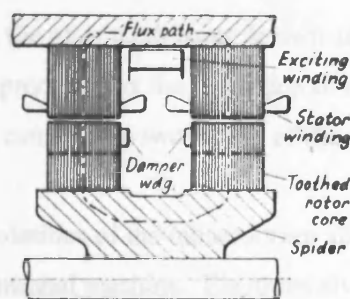 Flux path
Exciting
winding
Stator
winding
Damper
wdg.
Toothed
rotor
core
Spider